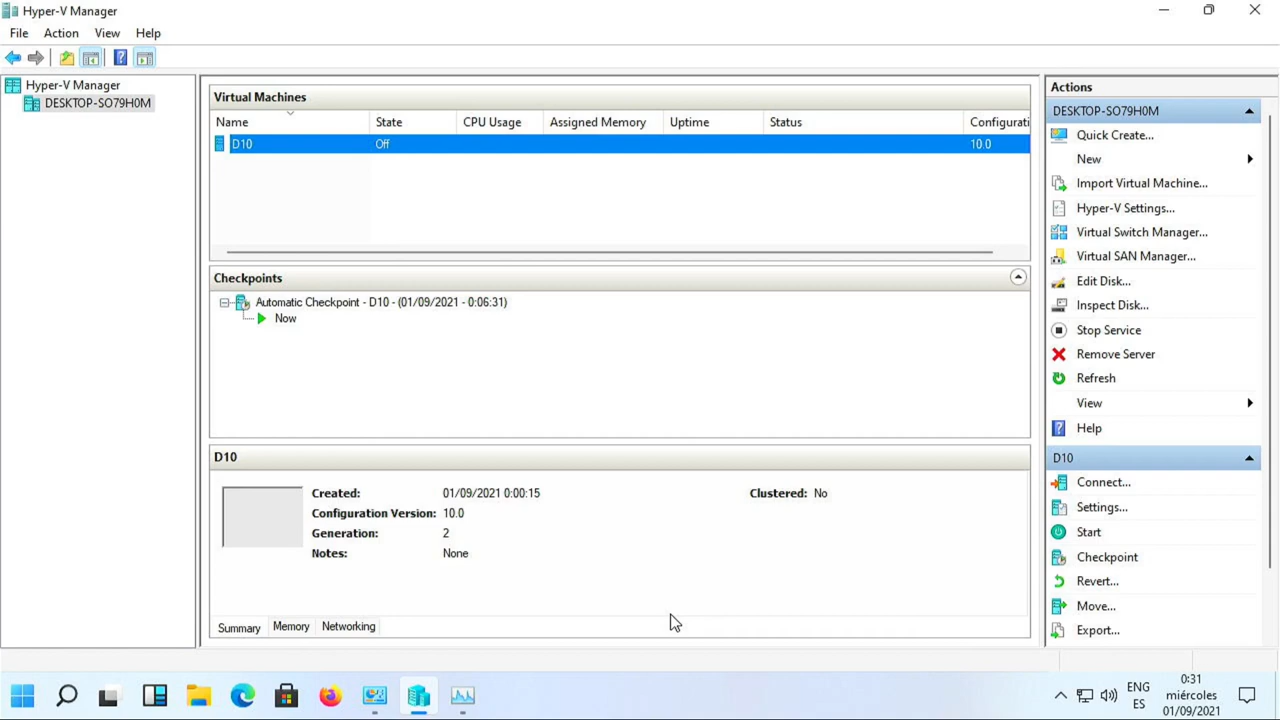 Hyper-V Manager
File Action View Help
Hyper-V Manager
DESKTOP-SO79H0M
Virtual Machines
Name State CPU Usage Assigned Memory Uptime Status Configurati
D10 Off 10.0
Checkpoints
Automatic Checkpoint - D10 - (01/09/2021 - 0:06:31)
Now
D10
Created: 01/09/2021 0:00:15 Clustered: No
Configuration Version: 10.0
Generation: 2
Notes: None
Summary Memory Networking
Actions
DESKTOP-SO79H0M
Quick Create...
New
Import Virtual Machine...
Hyper-V Settings...
Virtual Switch Manager...
Virtual SAN Manager...
Edit Disk...
Inspect Disk...
Stop Service
Remove Server
Refresh
View
Help
D10
Connect...
Settings...
Start
Checkpoint
Revert...
Move...
Export...
ENG
ES
0:31
miércoles
01/09/2021